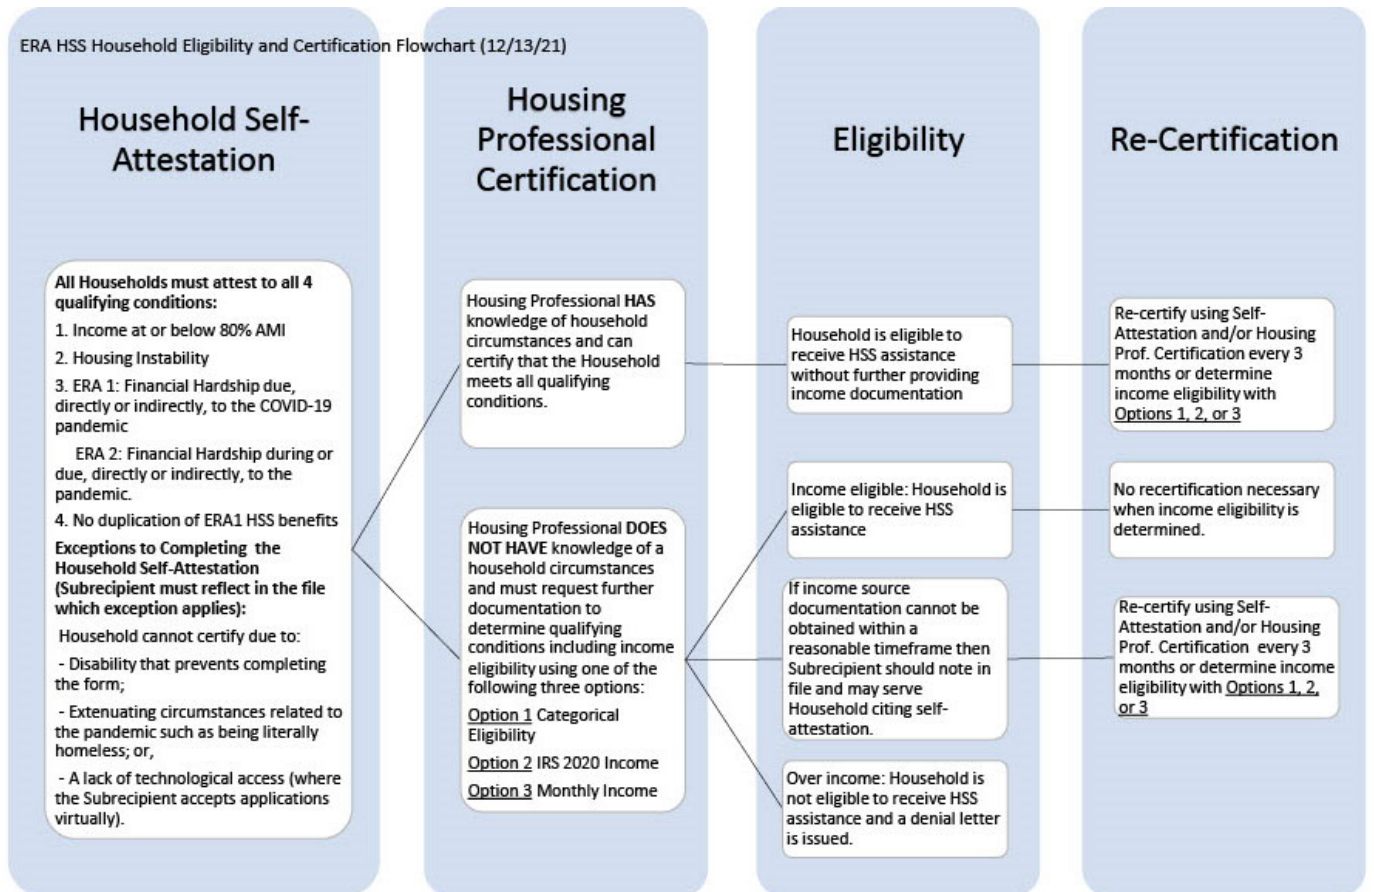 ERA HSS Household Eligibility and Certification Flowchart (12/13/21)
Household Self-
Attestation
All Households must attest to all 4
qualifying conditions:
1. Income at or below 80% AMI
2. Housing Instability
3. ERA 1: Financial Hardship due,
directly or indirectly, to the COVID-19
pandemic
ERA 2: Financial Hardship during or
due, directly or indirectly, to the
pandemic.
4. No duplication of ERA1 HSS benefits
Exceptions to Completing the
Household Self-Attestation
(Subrecipient must reflect in the file
which exception applies):
Household cannot certify due to:
- Disability that prevents completing
the form;
- Extenuating circumstances related to
the pandemic such as being literally
homeless; or,
- A lack of technological access (where
the Subrecipient accepts applications
virtually).
Housing
Professional
Certification
Housing Professional HAS
knowledge of household
circumstances and can
certify that the Household
meets all qualifying
conditions.
Housing Professional DOES
NOT HAVE knowledge of a
household circumstances
and must request further
documentation to
determine qualifying
conditions including income
eligibility using one of the
following three options:
Option 1 Categorical
Eligibility
Option 2 IRS 2020 Income
Option 3 Monthly Income
Eligibility
Household is eligible to
receive HSS assistance
without further providing
income documentation
Income eligible: Household is
eligible to receive HSS
assistance
If income source
documentation cannot be
obtained within a
reasonable timeframe then
Subrecipient should note in
file and may serve
Household citing self-
attestation.
Over income: Household is
not eligible to receive HSS
assistance and a denial letter
is issued.
Re-Certification
Re-certify using Self-
Attestation and/or Housing
Prof. Certification every 3
months or determine
income eligibility with
Options 1, 2, or 3
No recertification necessary
when income eligibility is
determined.
Re-certify using Self-
Attestation and/or Housing
Prof. Certification every 3
months or determine income
eligibility with Options 1, 2,
or 3